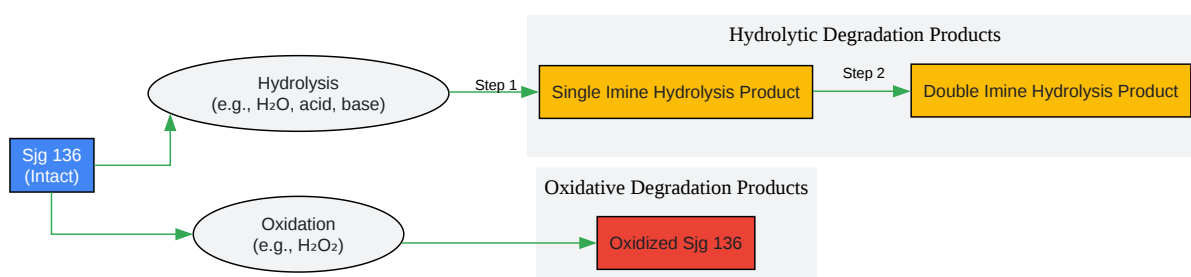 Hydrolytic Degradation Products
Hydrolysis
(e.g., H₂O, acid, base)
Step 1
Single Imine Hydrolysis Product
Step 2
Double Imine Hydrolysis Product
Sjg 136
(Intact)
Oxidative Degradation Products
Oxidation
(e.g., H₂O₂)
Oxidized Sjg 136